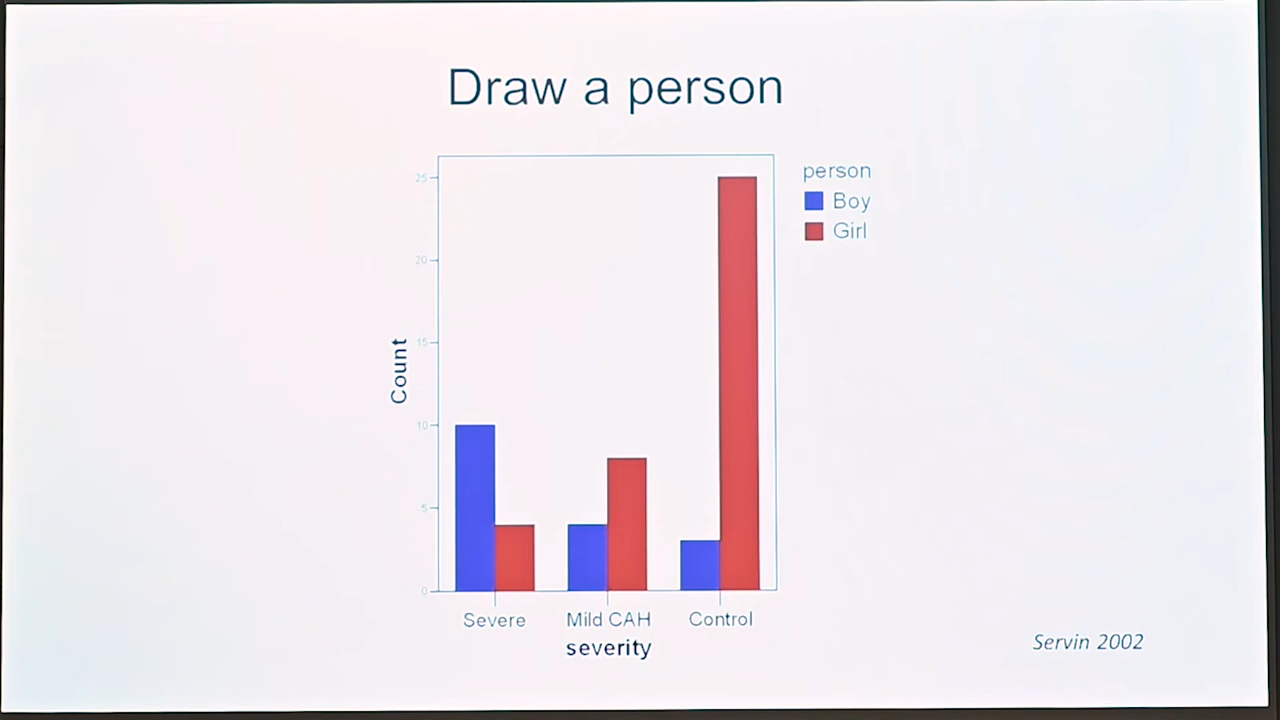 Draw a person
person
Boy
Girl
25
20
15
10
5
0
Count
Severe
Mild CAH
Control
severity
Servin 2002